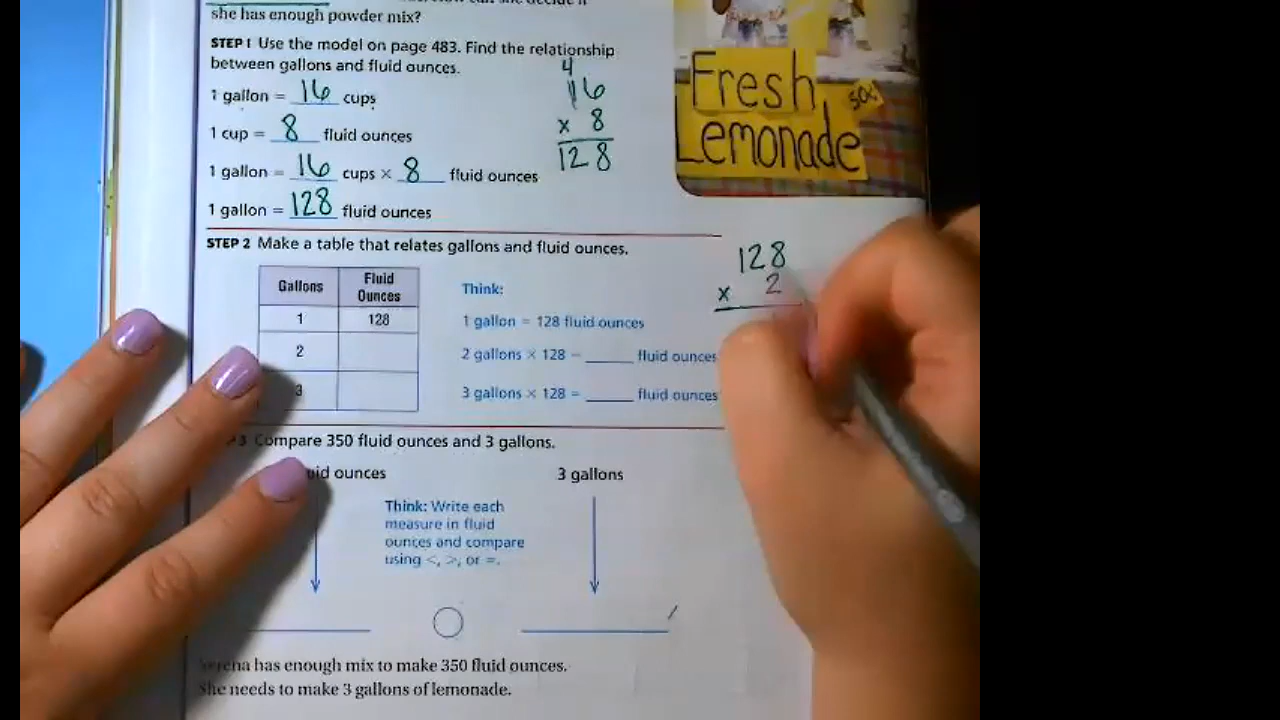 she has enough powder mix?
STEP 1 Use the model on page 483. Find the relationship
between gallons and fluid ounces.
1 gallon = 16 cups
1 cup = 8 fluid ounces
1 gallon = 16 cups × 8 fluid ounces
1 gallon = 128 fluid ounces
4
16
x 8
128
Fresh
50¢
Lemonade
STEP 2 Make a table that relates gallons and fluid ounces.
Gallons Fluid Ounces
1 128
2
3
Think:
1 gallon = 128 fluid ounces
2 gallons × 128 = fluid ounces
3 gallons × 128 = fluid ounces
128
x 2
3 Compare 350 fluid ounces and 3 gallons.
ounces 3 gallons
Think: Write each
measure in fluid
ounces and compare
using <, >, or =.
has enough mix to make 350 fluid ounces.
She needs to make 3 gallons of lemonade.